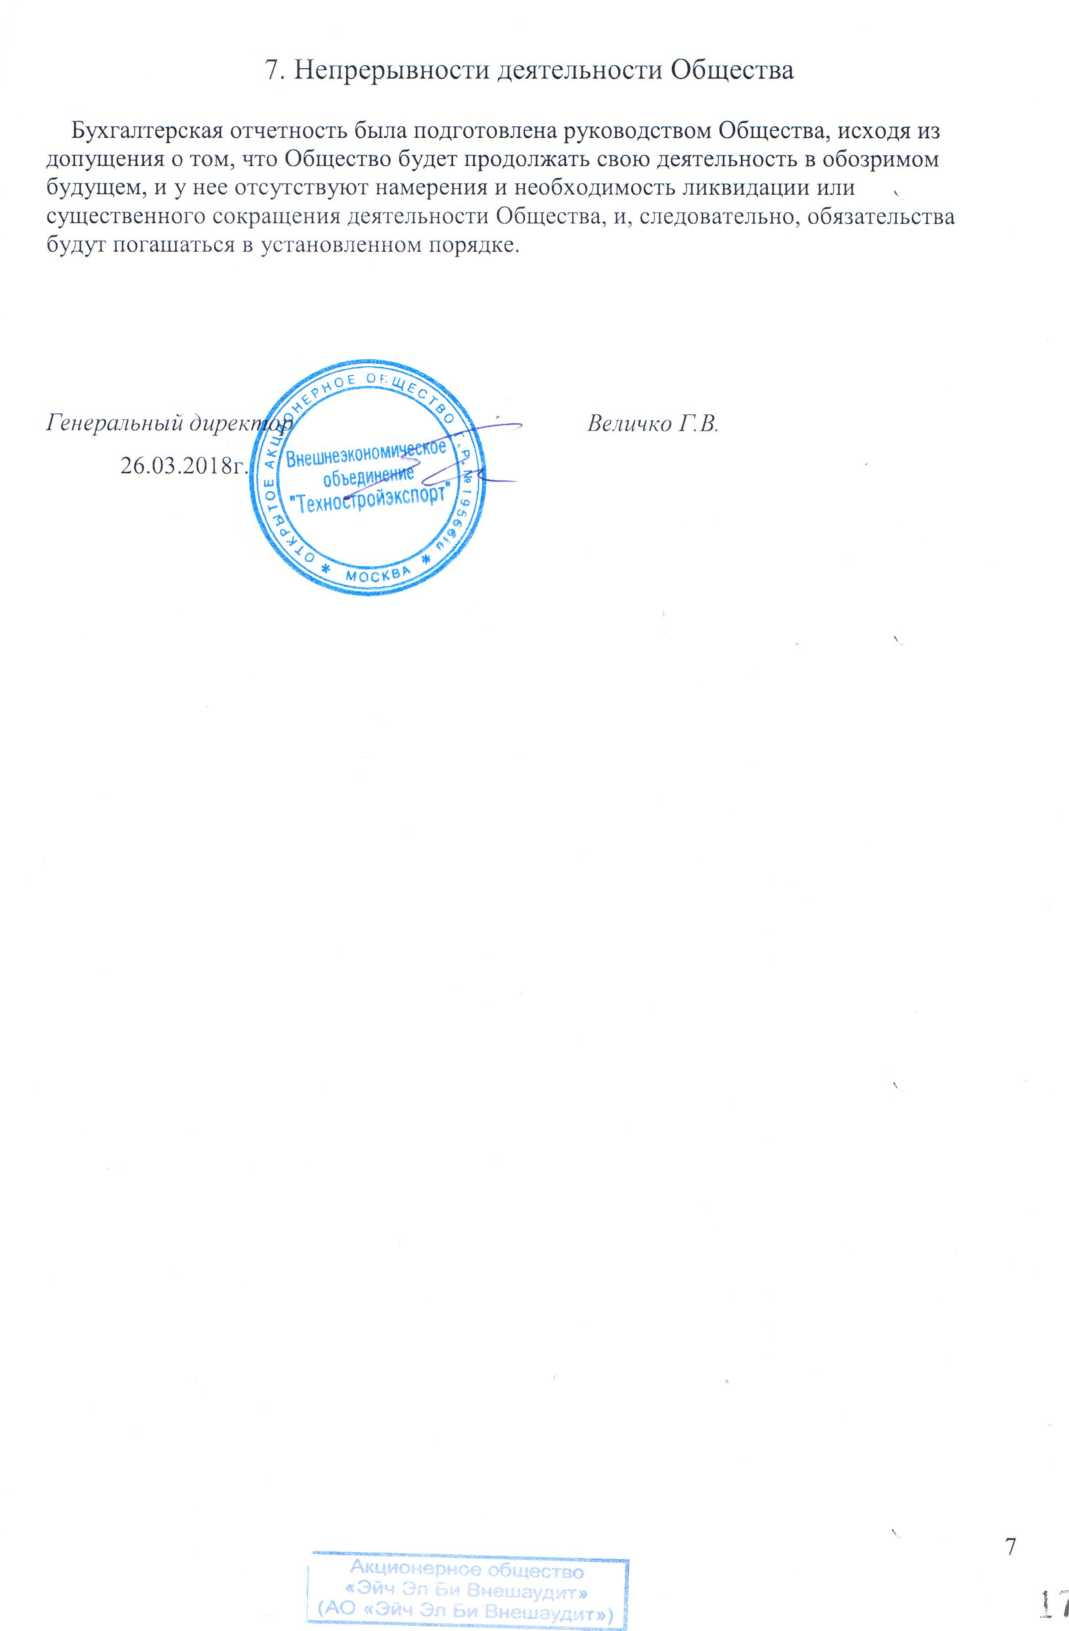 7. Непрерывности деятельности Общества
Бухгалтерская отчетность была подготовлена руководством Общества, исходя из
допущения о том, что Общество будет продолжать свою деятельность в обозримом
будущем, и у нее отсутствуют намерения и необходимость ликвидации или
существенного сокращения деятельности Общества, и, следовательно, обязательства
будут погашаться в установленном порядке.
Генеральный директор Величко Г.В.
26.03.2018г.
ОТКРЫТОЕ АКЦИОНЕРНОЕ ОБЩЕСТВО
Внешнеэкономическое
объединение
"Техностройэкспорт"
* МОСКВА *
7
Акционерное общество
«Эйч Эл Би Внешаудит»
(АО «Эйч Эл Би Внешаудит»)
17